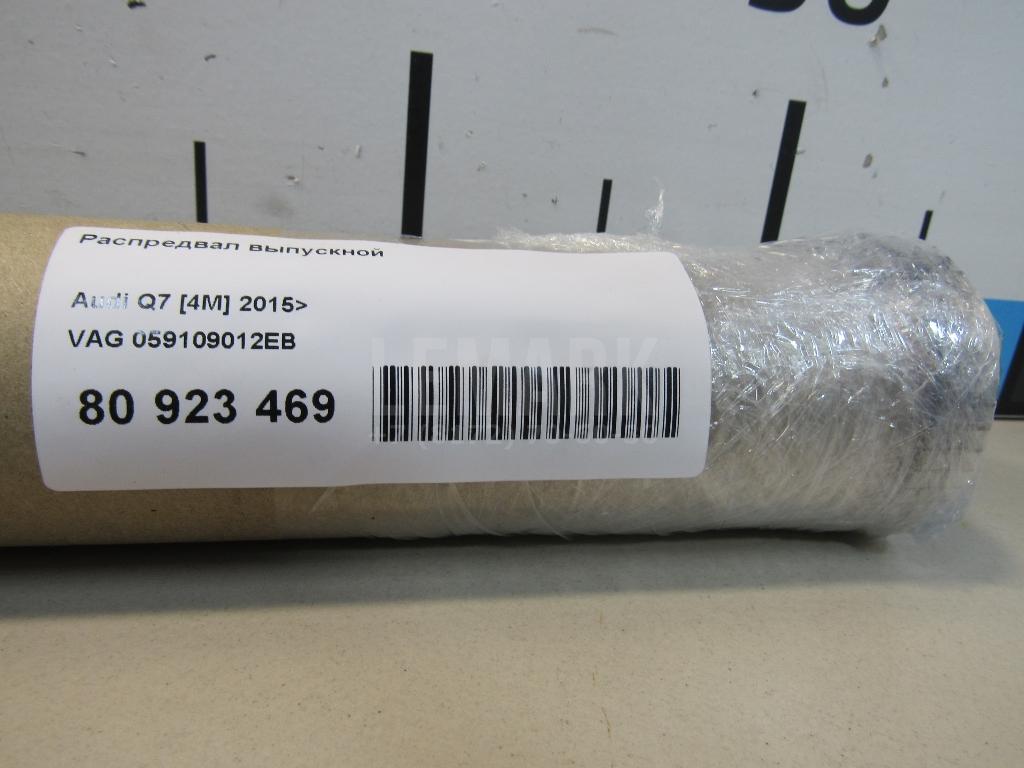 Распредвал выпускной
Audi Q7 [4M] 2015>
VAG 059109012EB
80 923 469
LEMARK